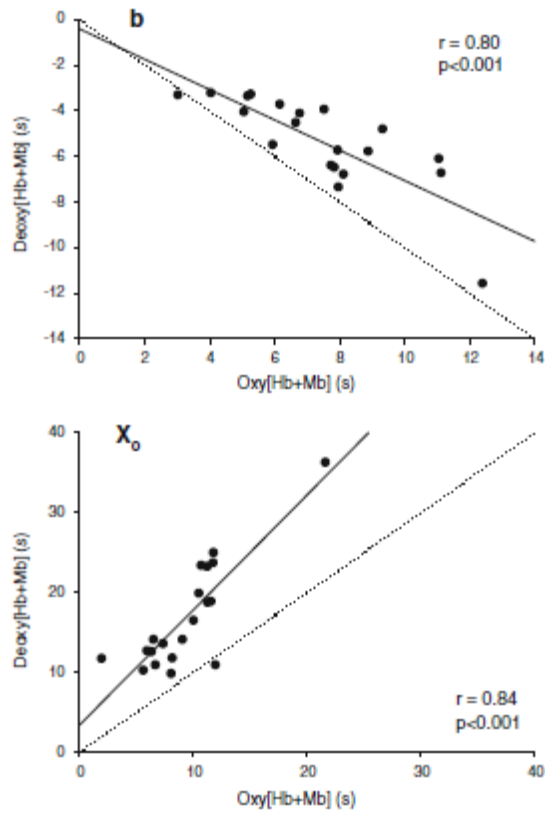 b
r = 0.80
p<0.001
0
-2
-4
-6
-8
-10
-12
-14
Deoxy[Hb+Mb] (s)
0 2 4 6 8 10 12 14
Oxy[Hb+Mb] (s)
Xo
40
30
20
10
0
Deoxy[Hb+Mb] (s)
r = 0.84
p<0.001
0 10 20 30 40
Oxy[Hb+Mb] (s)